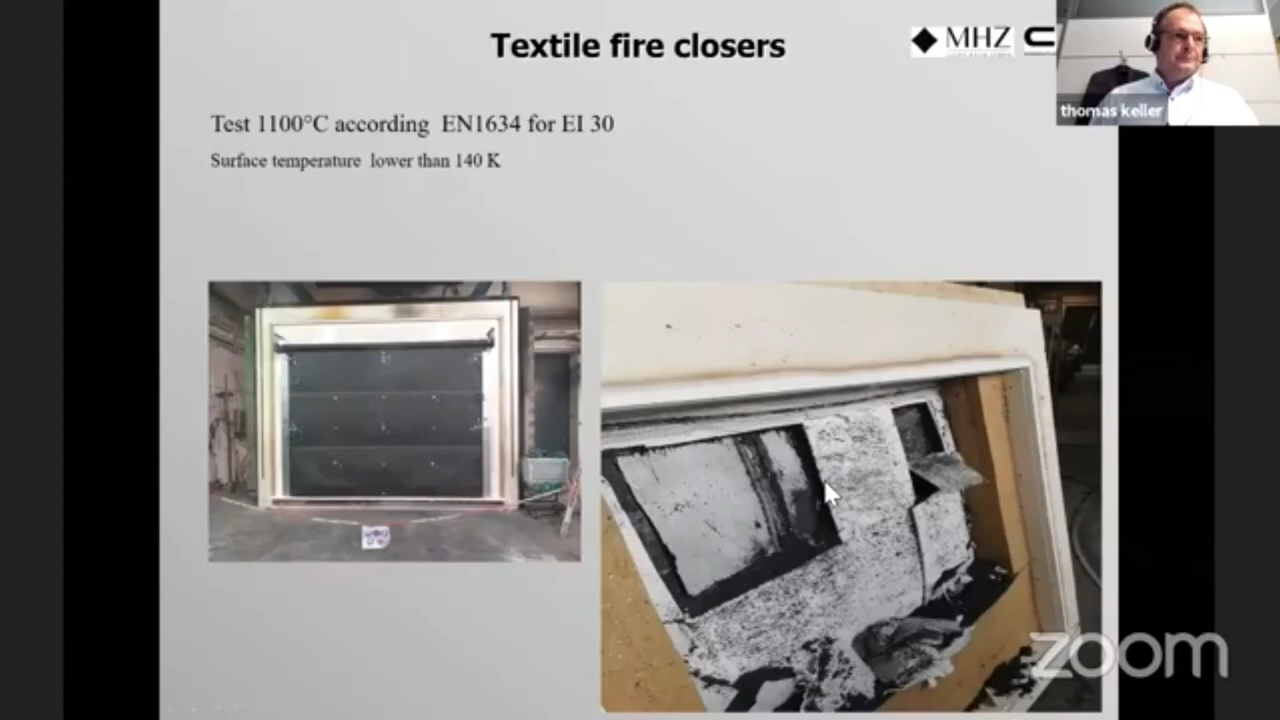 Textile fire closers
MHZ
thomas keller
Test 1100°C according EN1634 for EI 30
Surface temperature lower than 140 K
zoom